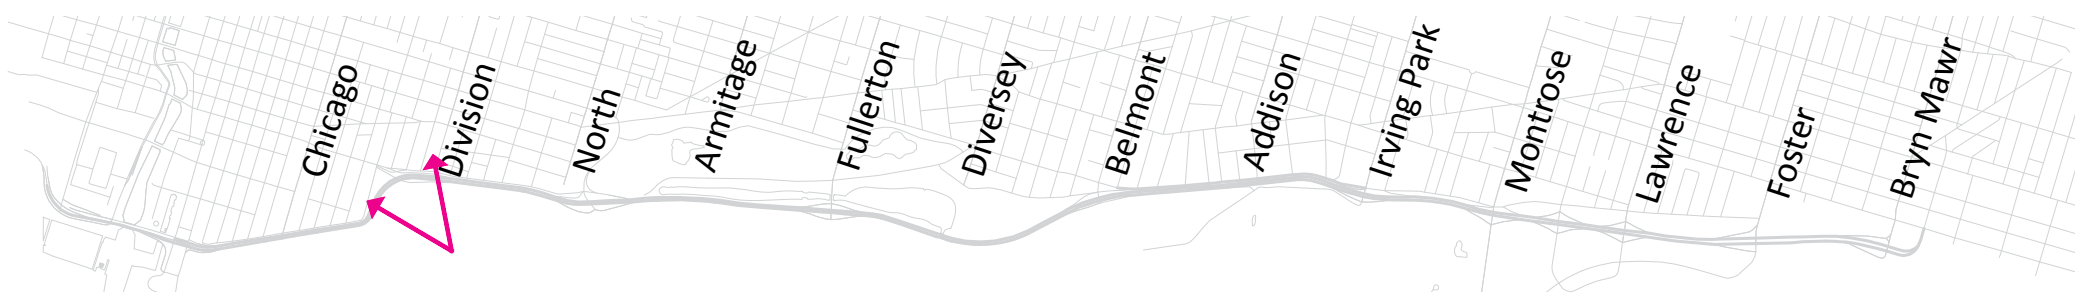 Chicago
Division
North
Armitage
Fullerton
Diversey
Belmont
Addison
Irving Park
Montrose
Lawrence
Foster
Bryn Mawr